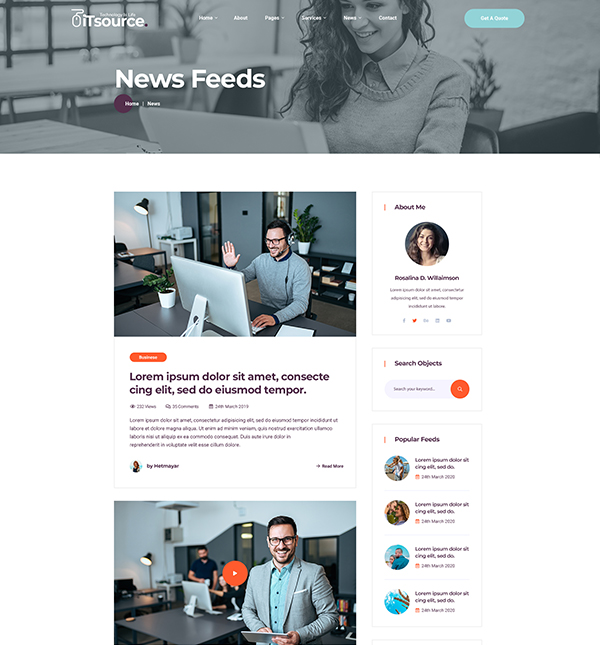 Technology to Life
iTsource.
Home
About
Pages
Services
News
Contact
Get A Quote
News Feeds
Home | News
Business
Lorem ipsum dolor sit amet, consecte
cing elit, sed do eiusmod tempor.
232 Views
35 Comments
24th March 2019
Lorem ipsum dolor sit amet, consectetur adipisicing elit, sed do eiusmod tempor incididunt ut
labore et dolore magna aliqua. Ut enim ad minim veniam, quis nostrud exercitation ullamco
laboris nisi ut aliquip ex ea commodo consequat. Duis aute irure dolor in
reprehenderit in voluptate velit esse cillum dolore.
by Hetmayar
Read More
About Me
Rosalina D. Willaimson
Lorem ipsum dolor sit amet, consectetur
adipisicing elit, sed do eiusmod tempor
incididunt ut labore.
Search Objects
Search your keyword...
Popular Feeds
Lorem ipsum dolor sit
cing elit, sed do.
24th March 2020
Lorem ipsum dolor sit
cing elit, sed do.
24th March 2020
Lorem ipsum dolor sit
cing elit, sed do.
24th March 2020
Lorem ipsum dolor sit
cing elit, sed do.
24th March 2020